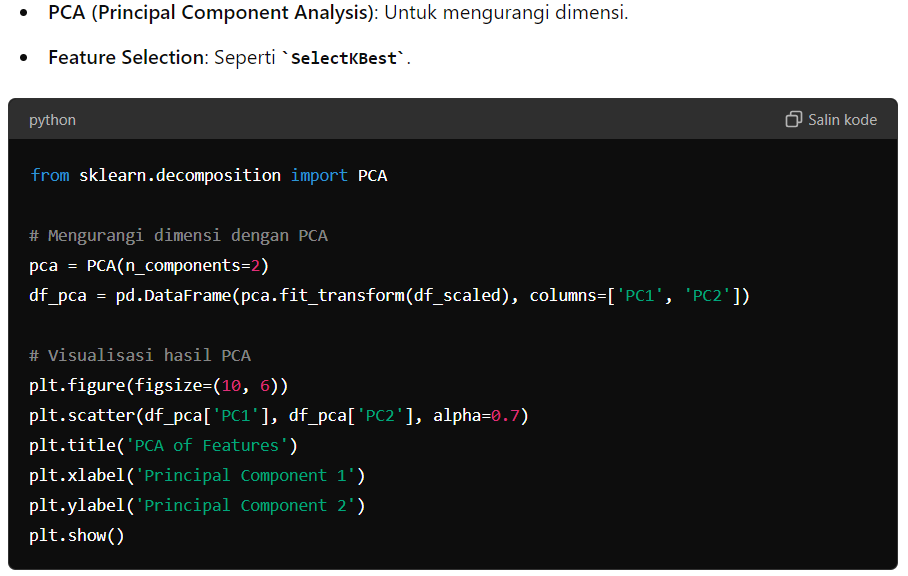 • PCA (Principal Component Analysis): Untuk mengurangi dimensi.
• Feature Selection: Seperti `SelectKBest`.
python
Salin kode
from sklearn.decomposition import PCA
# Mengurangi dimensi dengan PCA
pca = PCA(n_components=2)
df_pca = pd.DataFrame(pca.fit_transform(df_scaled), columns=['PC1', 'PC2'])
# Visualisasi hasil PCA
plt.figure(figsize=(10, 6))
plt.scatter(df_pca['PC1'], df_pca['PC2'], alpha=0.7)
plt.title('PCA of Features')
plt.xlabel('Principal Component 1')
plt.ylabel('Principal Component 2')
plt.show()